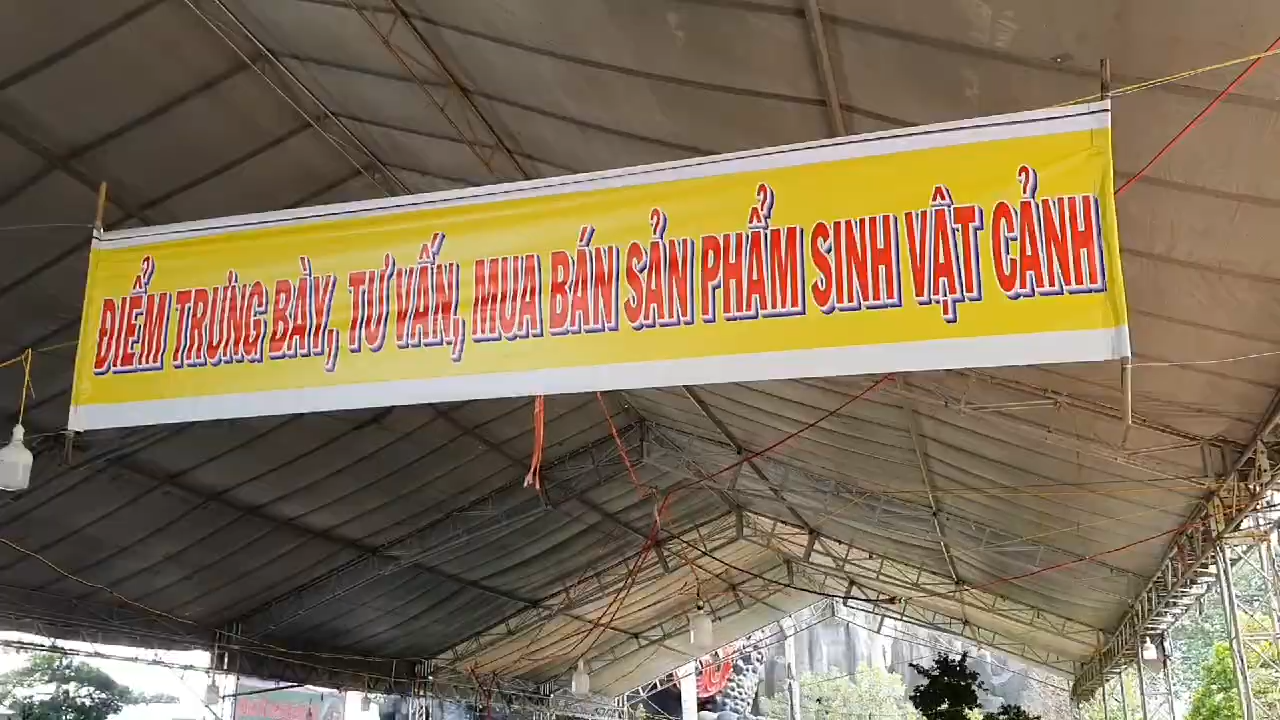 ĐIỂM TRƯNG BÀY, TƯ VẤN, MUA BÁN SẢN PHẨM SINH VẬT CẢNH